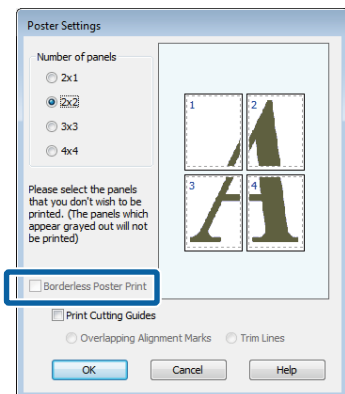 Poster Settings
Number of panels
2x1
2x2
3x3
4x4
1
2
3
4
Please select the panels
that you don't wish to be
printed. (The panels which
appear grayed out will not
be printed)
Borderless Poster Print
Print Cutting Guides
Overlapping Alignment Marks
Trim Lines
OK
Cancel
Help